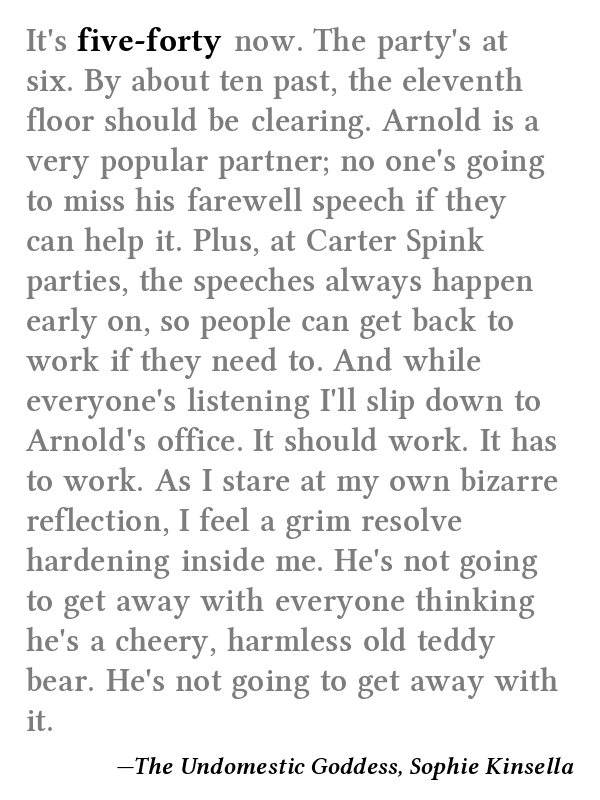 It's five-forty now. The party's at
six. By about ten past, the eleventh
floor should be clearing. Arnold is a
very popular partner; no one's going
to miss his farewell speech if they
can help it. Plus, at Carter Spink
parties, the speeches always happen
early on, so people can get back to
work if they need to. And while
everyone's listening I'll slip down to
Arnold's office. It should work. It has
to work. As I stare at my own bizarre
reflection, I feel a grim resolve
hardening inside me. He's not going
to get away with everyone thinking
he's a cheery, harmless old teddy
bear. He's not going to get away with
it.
—The Undomestic Goddess, Sophie Kinsella